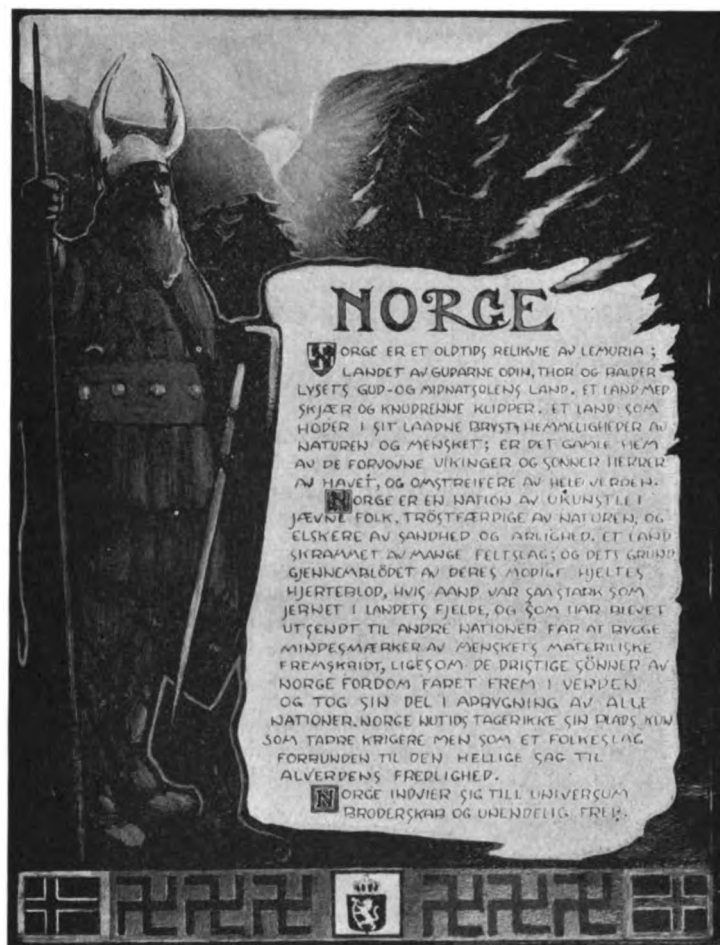 NORGE
NORGE ER ET OLDTIDS RELIKVIE AV LEMURIA;
LANDET AV GUDARNE ODIN, THOR OG BALDER
LYSETS GUD-OG MIDNATSOLENS LAND. ET LAND MED
SKJÆR OG KNUDRENNE KLIPPER. ET LAND SOM
HODER I SIT LAADNE BRYST, HEMMELIGHEDER AV
NATUREN OG MENSKET; ER DET GAMLE HEM
AV DE FORVOVNE VIKINGER OG SØNNER HERRER
AV HAVET, OG OMSTREIFERE AV HELE VERDEN.
NORGE ER EN NATION AV UKUNSTLET
JÆVNE FOLK. TRÖSTFÆRDIGE AV NATUREN, OG
ELSKERE AV SANDHED OG ARLIGHED. ET LAND
SKRAMMET AV MANGE FELTSLAG; OG DETS GRUND
GJENNEMBLÖDET AV DERES MODIGE HJELTES
HJERTEBLOD, HVIS AAND VAR SAA STARK SOM
JERNET I LANDETS FJELDE, OG SOM HAR BLEVET
UTSENDT TIL ANDRE NATIONER FAR AT BYGGE
MINDESMÆRKER AV MENSKETS MATERILISKE
FREMSKRIDT, LIGESOM DE DRISTIGE SÖNNER AV
NORGE FORDOM FARET FREM I VERDEN
OG TOG SIN DEL I APBYGNING AV ALLE
NATIONER. NORGE NUTIDS TAGER IKKE SIN PLADS KUN
SOM TAPRE KRIGERE MEN SOM ET FOLKESLAG
FORBUNDEN TIL DEN HELLIGE SAG TIL
ALVERDENS FREDLIGHED.
NORGE INDVIER SIG TILL UNIVERSUM
BRODERSKAB OG UNENDELIG FRED.